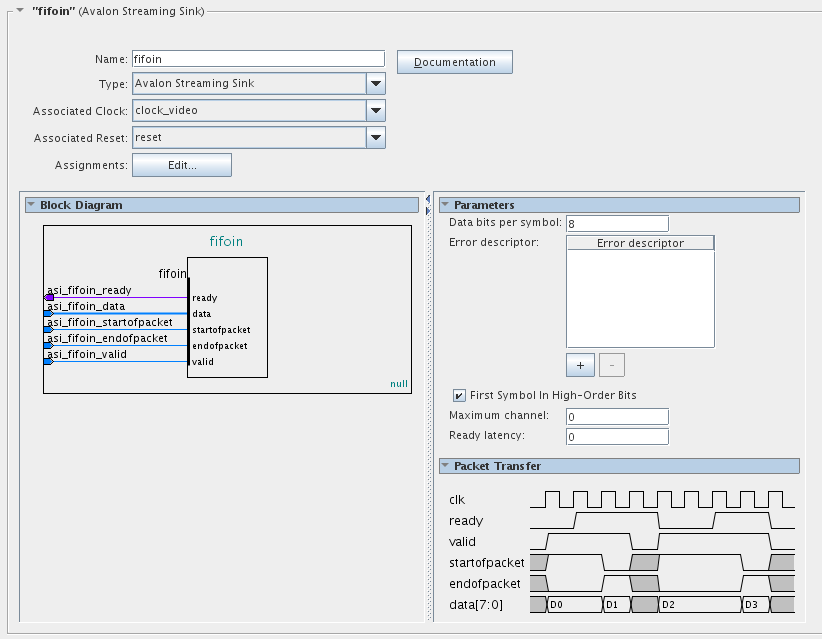 "fifoin" (Avalon Streaming Sink)
Name: fifoin
Documentation
Type: Avalon Streaming Sink
Associated Clock: clock_video
Associated Reset: reset
Assignments: Edit...
Block Diagram
fifoin
fifoin
asi_fifoin_ready
ready
asi_fifoin_data
data
asi_fifoin_startofpacket
startofpacket
asi_fifoin_endofpacket
endofpacket
asi_fifoin_valid
valid
null
Parameters
Data bits per symbol: 8
Error descriptor:
Error descriptor
+ -
First Symbol In High-Order Bits
Maximum channel: 0
Ready latency: 0
Packet Transfer
clk
ready
valid
startofpacket
endofpacket
data[7:0] D0 D1 D2 D3